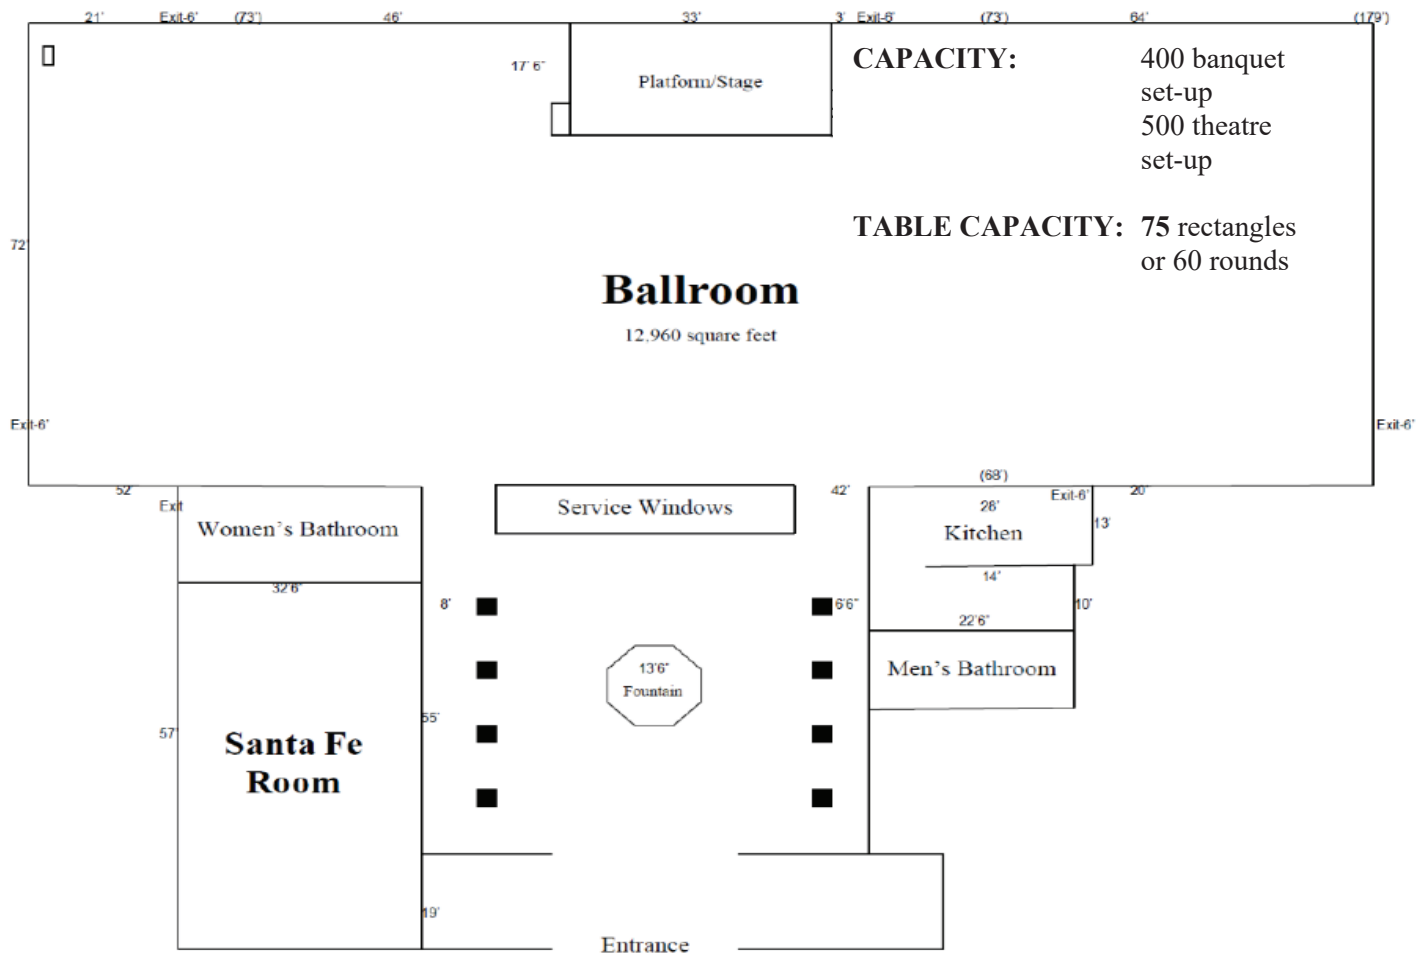 21' Exit-6' (73') 46' 33' 3' Exit-6' (73') 64' (179')
17' 6"
Platform/Stage
CAPACITY: 400 banquet
set-up
500 theatre
set-up
TABLE CAPACITY: 75 rectangles
or 60 rounds
72'
Ballroom
12,960 square feet
Exit-6'
Exit-6'
52'
Exit
Women's Bathroom
32'6"
Service Windows
42'
(68')
Exit-6'
20'
26'
Kitchen
13'
14'
10'
22'6"
Men's Bathroom
8'
6'6"
13'6"
Fountain
57'
55'
Santa Fe
Room
19'
Entrance